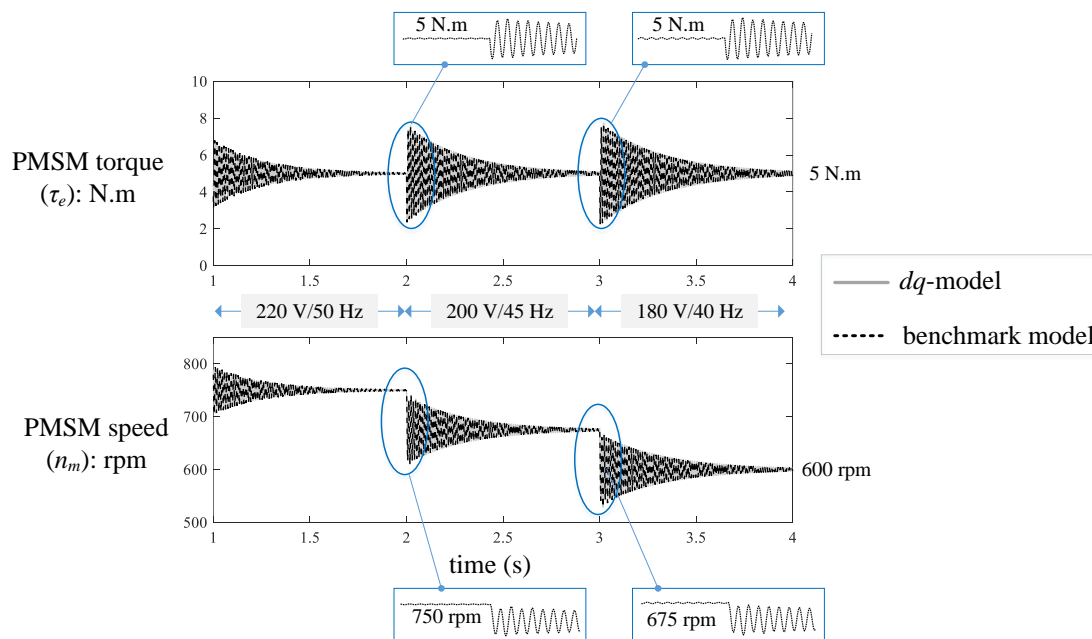 5 N.m
5 N.m
10
8
6
4
2
0
PMSM torque
(τe): N.m
5 N.m
1
1.5
2
2.5
3
3.5
4
220 V/50 Hz
200 V/45 Hz
180 V/40 Hz
dq-model
benchmark model
800
700
600
500
PMSM speed
(nm): rpm
600 rpm
1
1.5
2
2.5
3
3.5
4
time (s)
750 rpm
675 rpm